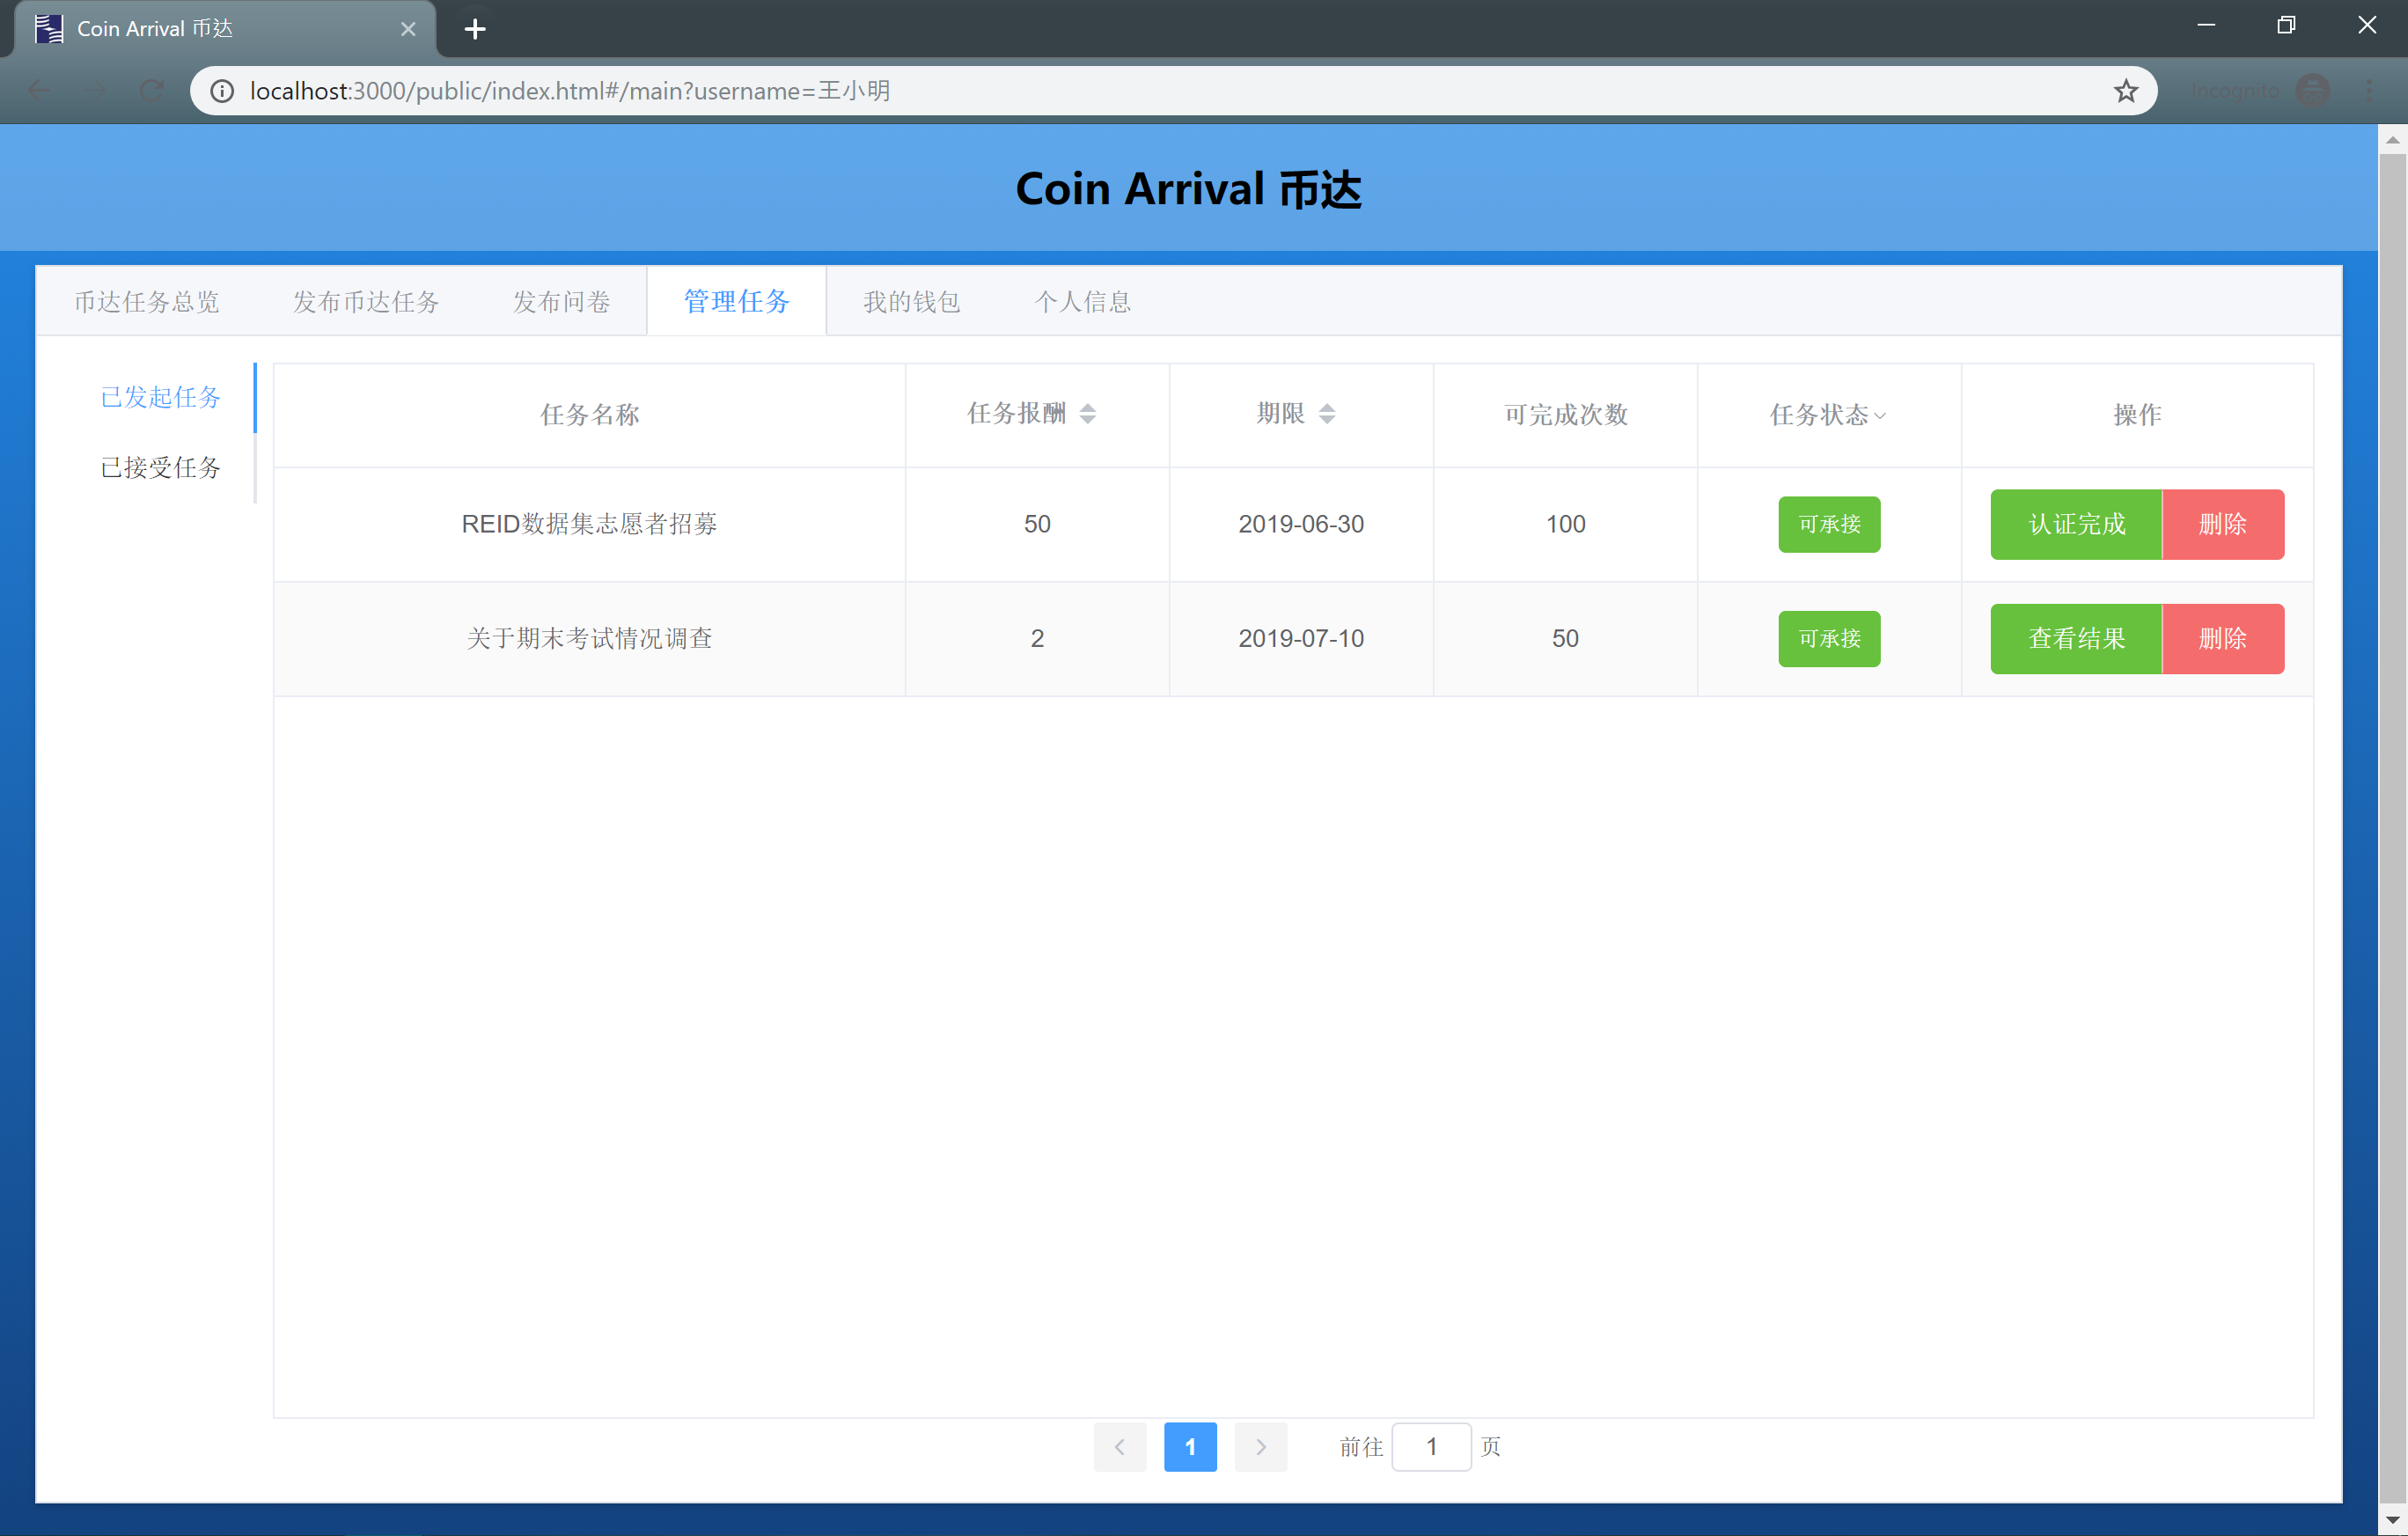 Coin Arrival 币达
localhost:3000/public/index.html#/main?username=王小明
Incognito
Coin Arrival 币达
币达任务总览 发布币达任务 发布问卷 管理任务 我的钱包 个人信息
已发起任务
已接受任务
任务名称 任务报酬 期限 可完成次数 任务状态 操作
REID数据集志愿者招募 50 2019-06-30 100 可承接 认证完成 删除
关于期末考试情况调查 2 2019-07-10 50 可承接 查看结果 删除
1 前往 1 页